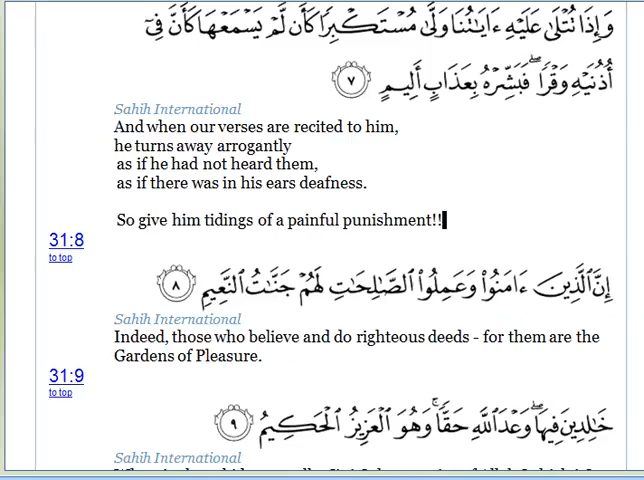 وَإِذَا تُتْلَىٰ عَلَيْهِ ءَايَٰتُنَا وَلَّىٰ مُسْتَكْبِرًا كَأَن لَّمْ يَسْمَعْهَا كَأَنَّ فِىٓ
أُذُنَيْهِ وَقْرًا ۖ فَبَشِّرْهُ بِعَذَابٍ أَلِيمٍ ٧
Sahih International
And when our verses are recited to him,
he turns away arrogantly
as if he had not heard them,
as if there was in his ears deafness.
So give him tidings of a painful punishment!!
31:8
to top
إِنَّ ٱلَّذِينَ ءَامَنُوا۟ وَعَمِلُوا۟ ٱلصَّٰلِحَٰتِ لَهُمْ جَنَّٰتُ ٱلنَّعِيمِ ٨
Sahih International
Indeed, those who believe and do righteous deeds - for them are the
Gardens of Pleasure.
31:9
to top
خَٰلِدِينَ فِيهَا ۖ وَعْدَ ٱللَّهِ حَقًّا ۚ وَهُوَ ٱلْعَزِيزُ ٱلْحَكِيمُ ٩
Sahih International